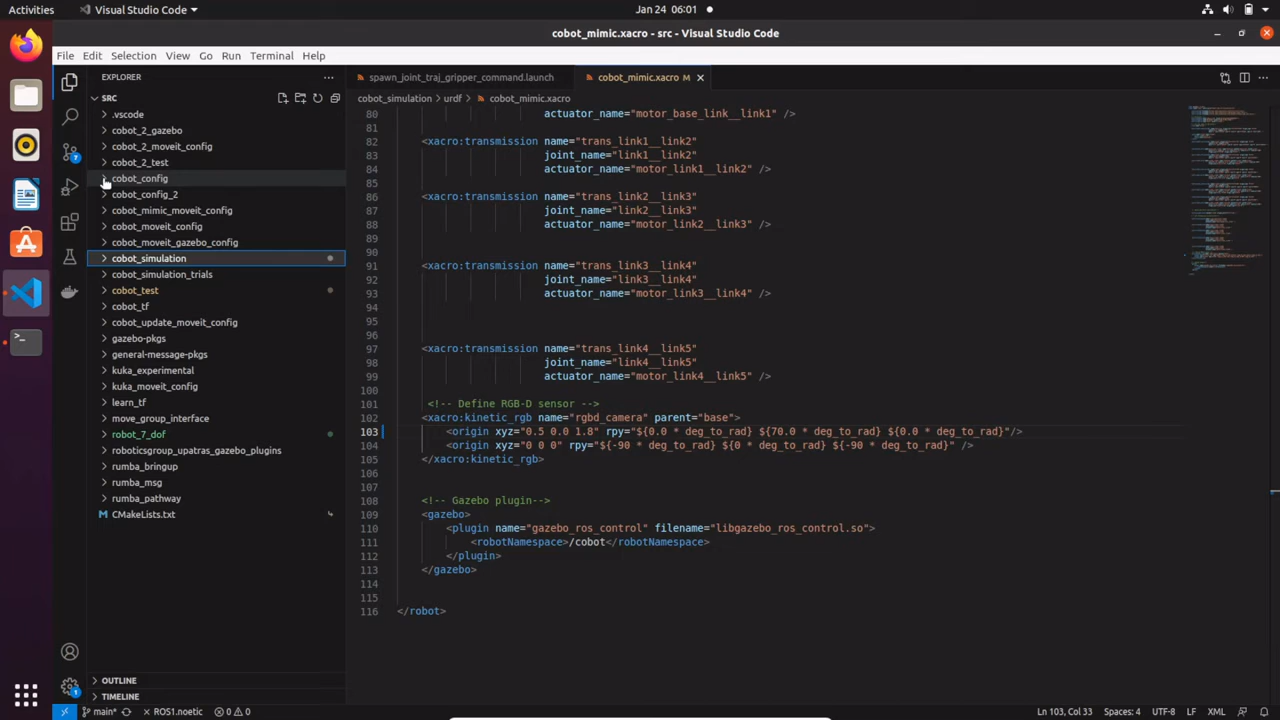 Activities
Visual Studio Code
Jan 24 06:01
cobot_mimic.xacro - src - Visual Studio Code
File Edit Selection View Go Run Terminal Help
EXPLORER
SRC
.vscode
cobot_2_gazebo
cobot_2_moveit_config
cobot_2_test
cobot_config
cobot_config_2
cobot_mimic_moveit_config
cobot_moveit_config
cobot_moveit_gazebo_config
cobot_simulation
cobot_simulation_trials
cobot_test
cobot_tf
cobot_update_moveit_config
gazebo-pkgs
general-message-pkgs
kuka_experimental
kuka_moveit_config
learn_tf
move_group_interface
robot_7_dof
roboticsgroup_upatras_gazebo_plugins
rumba_bringup
rumba_msg
rumba_pathway
CMakeLists.txt
OUTLINE
TIMELINE
7
1
spawn_joint_traj_gripper_command.launch
cobot_mimic.xacro M
cobot_simulation > urdf > cobot_mimic.xacro
80 actuator_name="motor_base_link__link1" />
81
82 <xacro:transmission name="trans_link1__link2"
83 joint_name="link1__link2"
84 actuator_name="motor_link1__link2" />
85
86 <xacro:transmission name="trans_link2__link3"
87 joint_name="link2__link3"
88 actuator_name="motor_link2__link3" />
89
90
91 <xacro:transmission name="trans_link3__link4"
92 joint_name="link3__link4"
93 actuator_name="motor_link3__link4" />
94
95
96
97 <xacro:transmission name="trans_link4__link5"
98 joint_name="link4__link5"
99 actuator_name="motor_link4__link5" />
100
101 <!-- Define RGB-D sensor -->
102 <xacro:kinetic_rgb name="rgbd_camera" parent="base">
103 <origin xyz="0.5 0.0 1.8" rpy="${0.0 * deg_to_rad} ${70.0 * deg_to_rad} ${0.0 * deg_to_rad}"/>
104 <origin xyz="0 0 0" rpy="${-90 * deg_to_rad} ${0 * deg_to_rad} ${-90 * deg_to_rad}" />
105 </xacro:kinetic_rgb>
106
107
108 <!-- Gazebo plugin-->
109 <gazebo>
110 <plugin name="gazebo_ros_control" filename="libgazebo_ros_control.so">
111 <robotNamespace>/cobot</robotNamespace>
112 </plugin>
113 </gazebo>
114
115
116 </robot>
main* ROS1.noetic 0 0 Ln 103, Col 33 Spaces: 4 UTF-8 LF XML